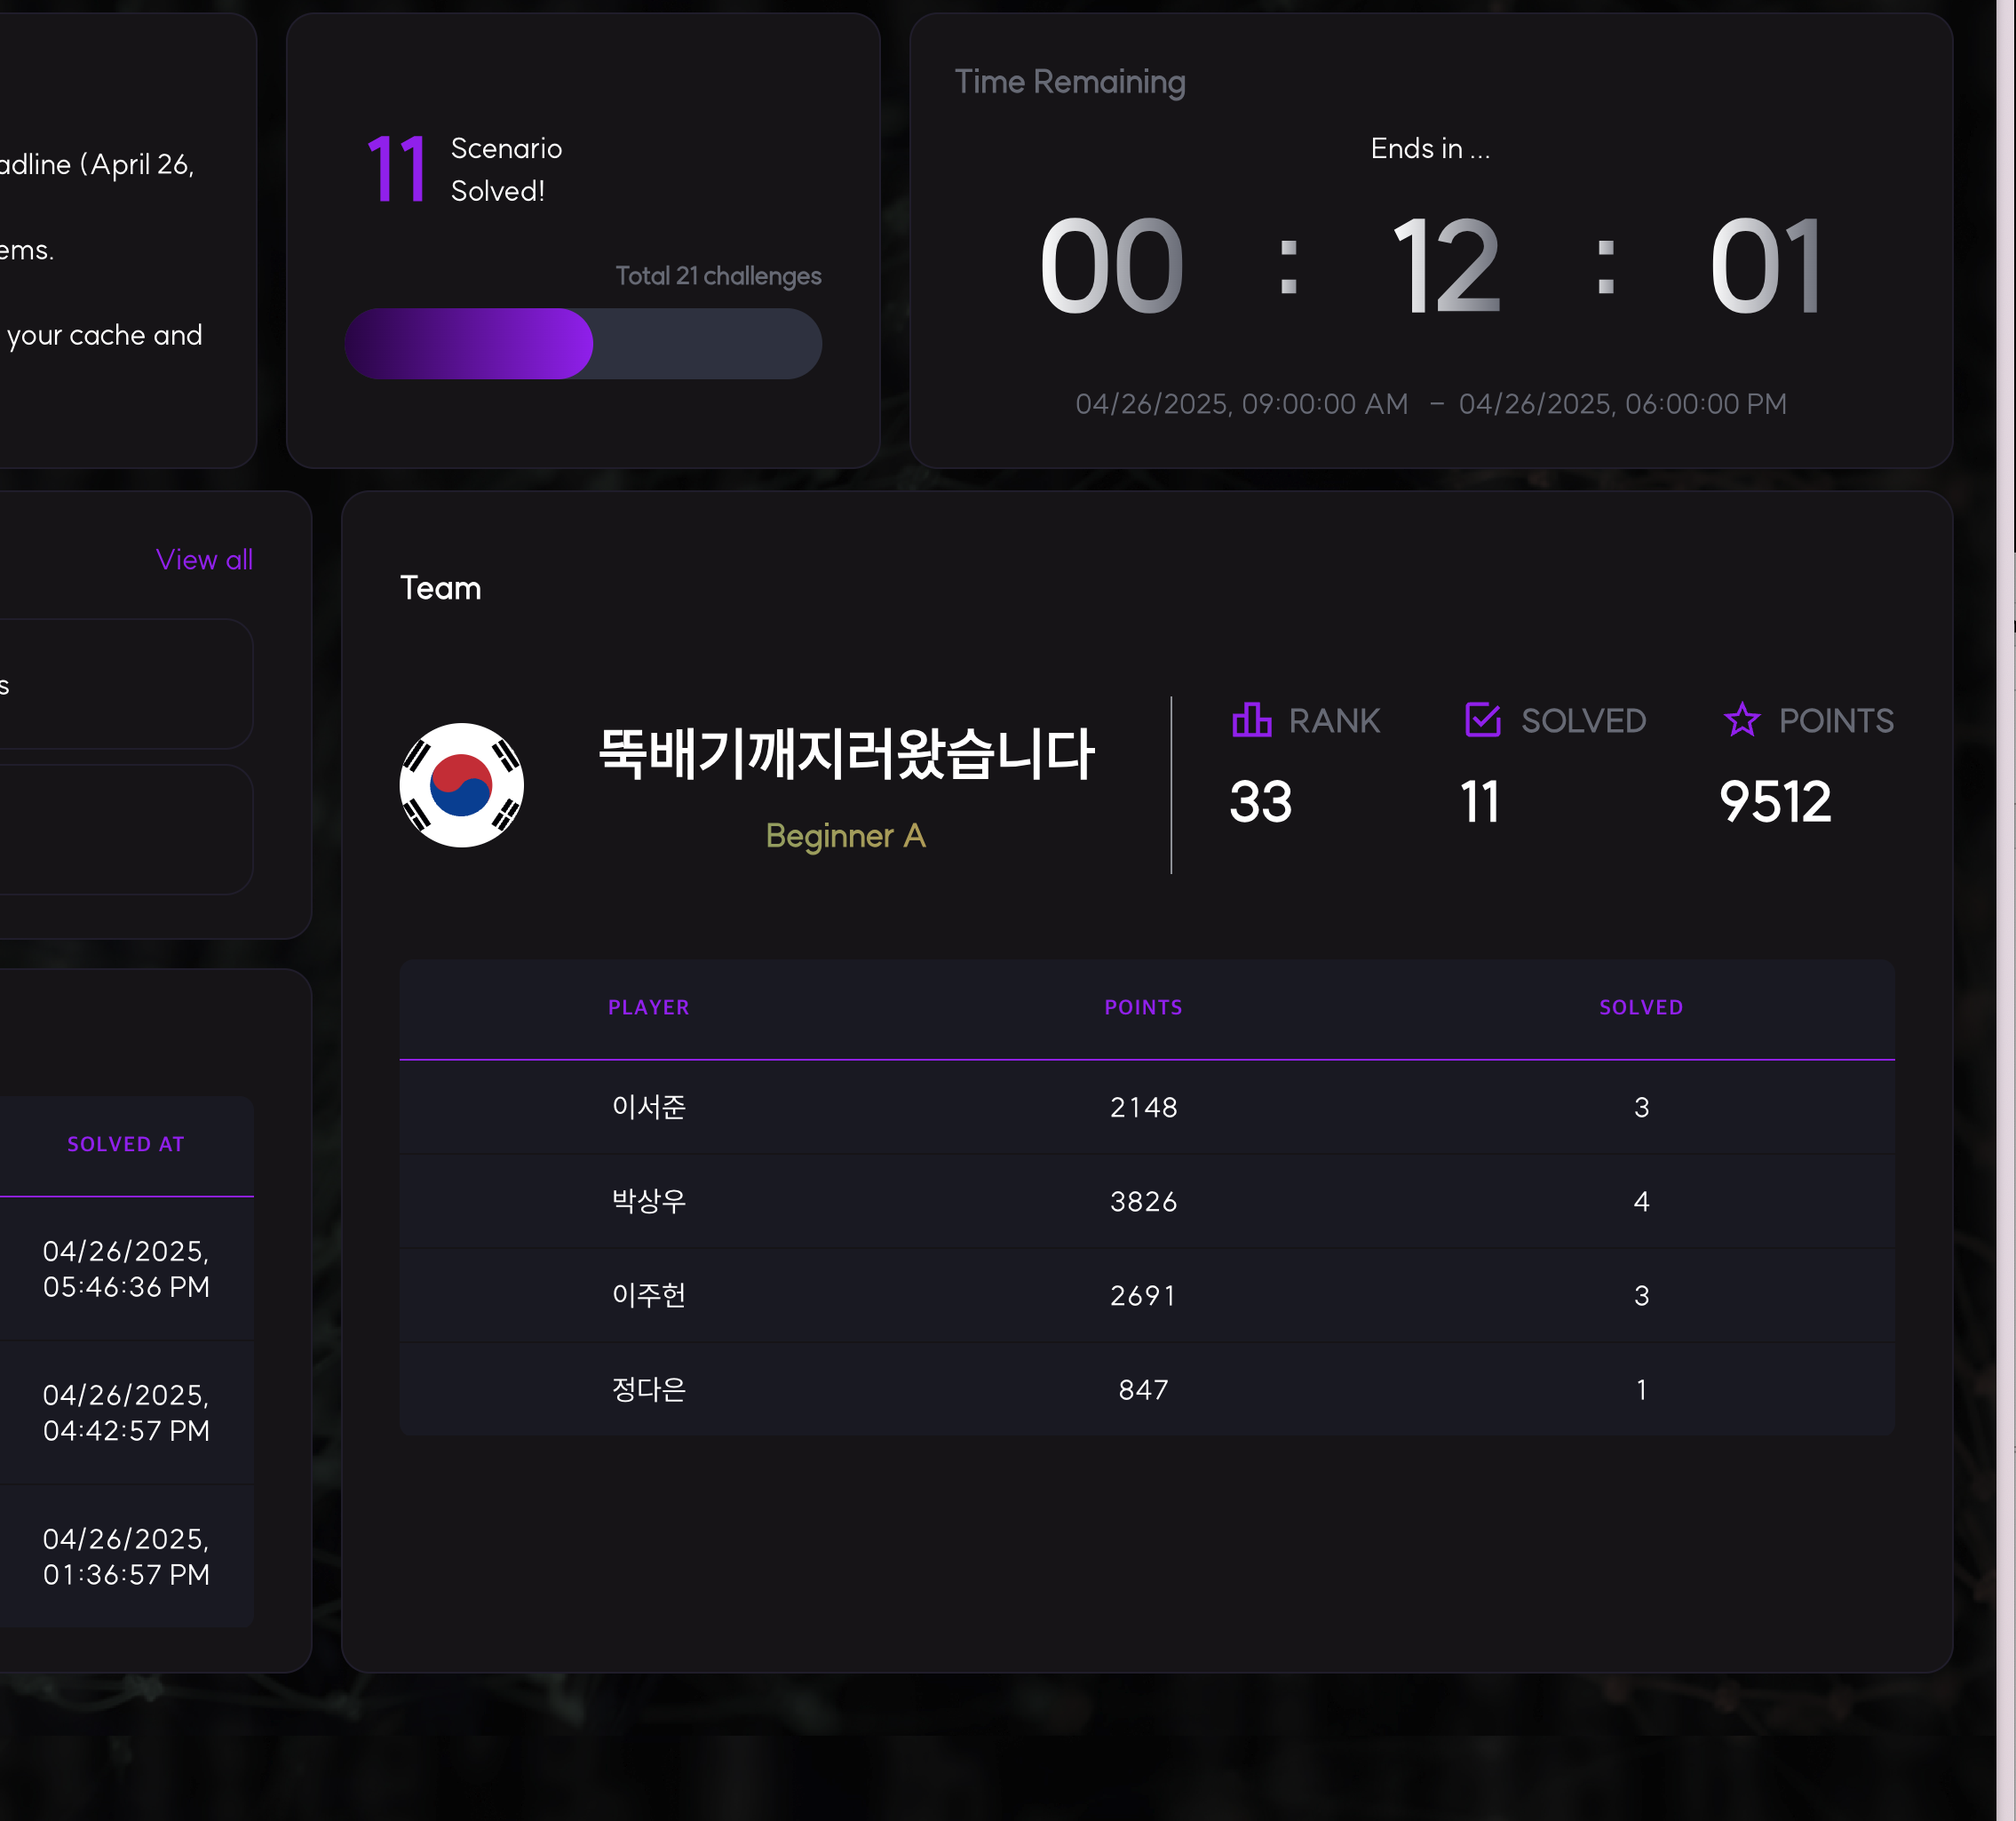 adline (April 26,
ems.
your cache and
11
Scenario
Solved!
Total 21 challenges
Time Remaining
Ends in ...
00 : 12 : 01
04/26/2025, 09:00:00 AM – 04/26/2025, 06:00:00 PM
View all
s
SOLVED AT
04/26/2025,
05:46:36 PM
04/26/2025,
04:42:57 PM
04/26/2025,
01:36:57 PM
Team
뚝배기깨지러왔습니다
Beginner A
RANK SOLVED POINTS
33 11 9512
PLAYER POINTS SOLVED
이서준 2148 3
박상우 3826 4
이주헌 2691 3
정다은 847 1